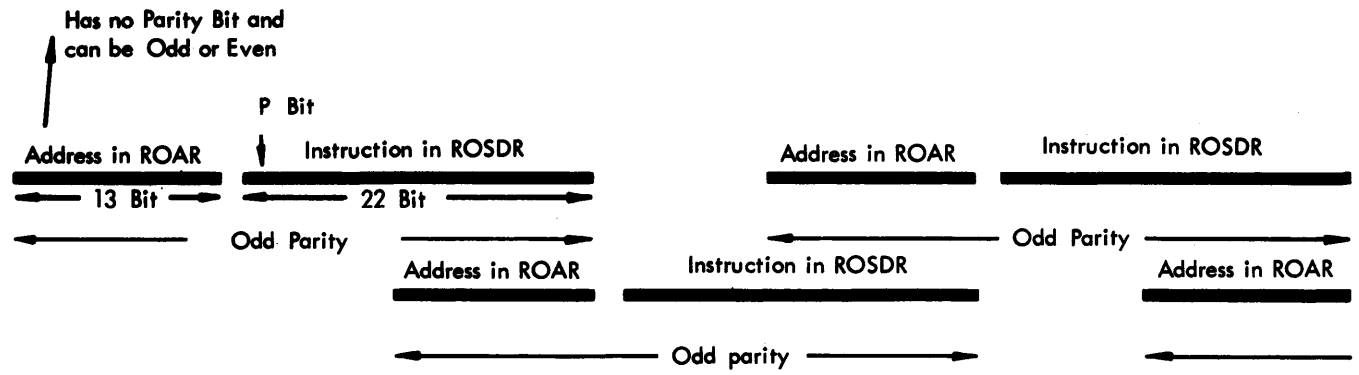 Has no Parity Bit and
can be Odd or Even
P Bit
Address in ROAR
Instruction in ROSDR
Address in ROAR
Instruction in ROSDR
13 Bit
22 Bit
Odd Parity
Odd Parity
Address in ROAR
Instruction in ROSDR
Address in ROAR
Odd parity